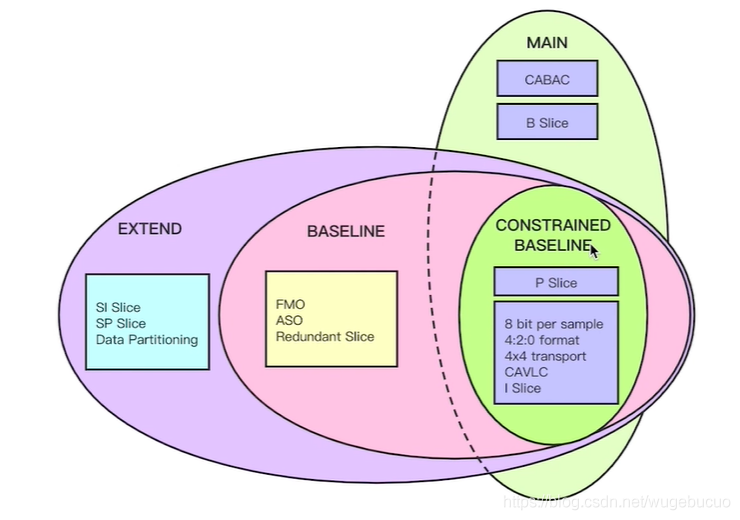 MAIN
CABAC
B Slice
EXTEND
SI Slice
SP Slice
Data Partitioning
BASELINE
FMO
ASO
Redundant Slice
CONSTRAINED
BASELINE
P Slice
8 bit per sample
4:2:0 format
4x4 transport
CAVLC
I Slice
https://blog.csdn.net/wugebucuo